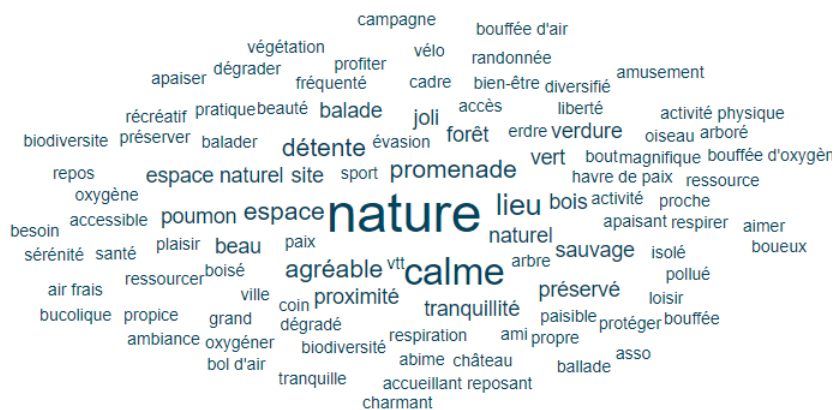 campagne
bouffée d'air
végétation
vélo
randonnée
profiter
dégrader
amusement
apaiser
fréquenté
cadre
bien-être
diversifié
récréatif
pratique
beauté
balade
joli
accès
liberté
activité physique
biodiversite
préserver
balader
détente
évasion
forêt
erdre
verdure
oiseau
arboré
repos
espace naturel
site
sport
promenade
vert
bout
magnifique
bouffée d'oxygèn
havre de paix
ressource
oxygène
accessible
poumon
espace
nature
lieu
bois
activité
proche
besoin
apaisant
respirer
aimer
sérénité
santé
plaisir
beau
paix
naturel
sauvage
isolé
boueux
ressourcer
boisé
agréable
vtt
calme
arbre
pollué
air frais
ville
coin
proximité
préservé
loisir
bucolique
propice
grand
dégradé
tranquillité
paisible
protéger
bouffée
ambiance
oxygéner
biodiversité
respiration
ami
propre
bol d'air
abime
château
ballade
asso
tranquille
accueillant
reposant
charmant